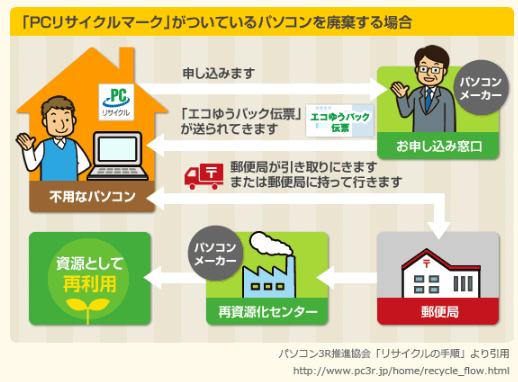 「PCリサイクルマーク」がついているパソコンを廃棄する場合
PC
リサイクル
不用なパソコン
申し込みます
「エコゆうパック伝票」
が送られてきます
エコゆうパック
伝票
パソコン
メーカー
お申し込み窓口
〒
郵便局が引き取りにきます
または郵便局に持って行きます
〒
郵便局
パソコン
メーカー
再資源化センター
資源として
再利用
パソコン3R推進協会「リサイクルの手順」より引用
http://www.pc3r.jp/home/recycle_flow.html